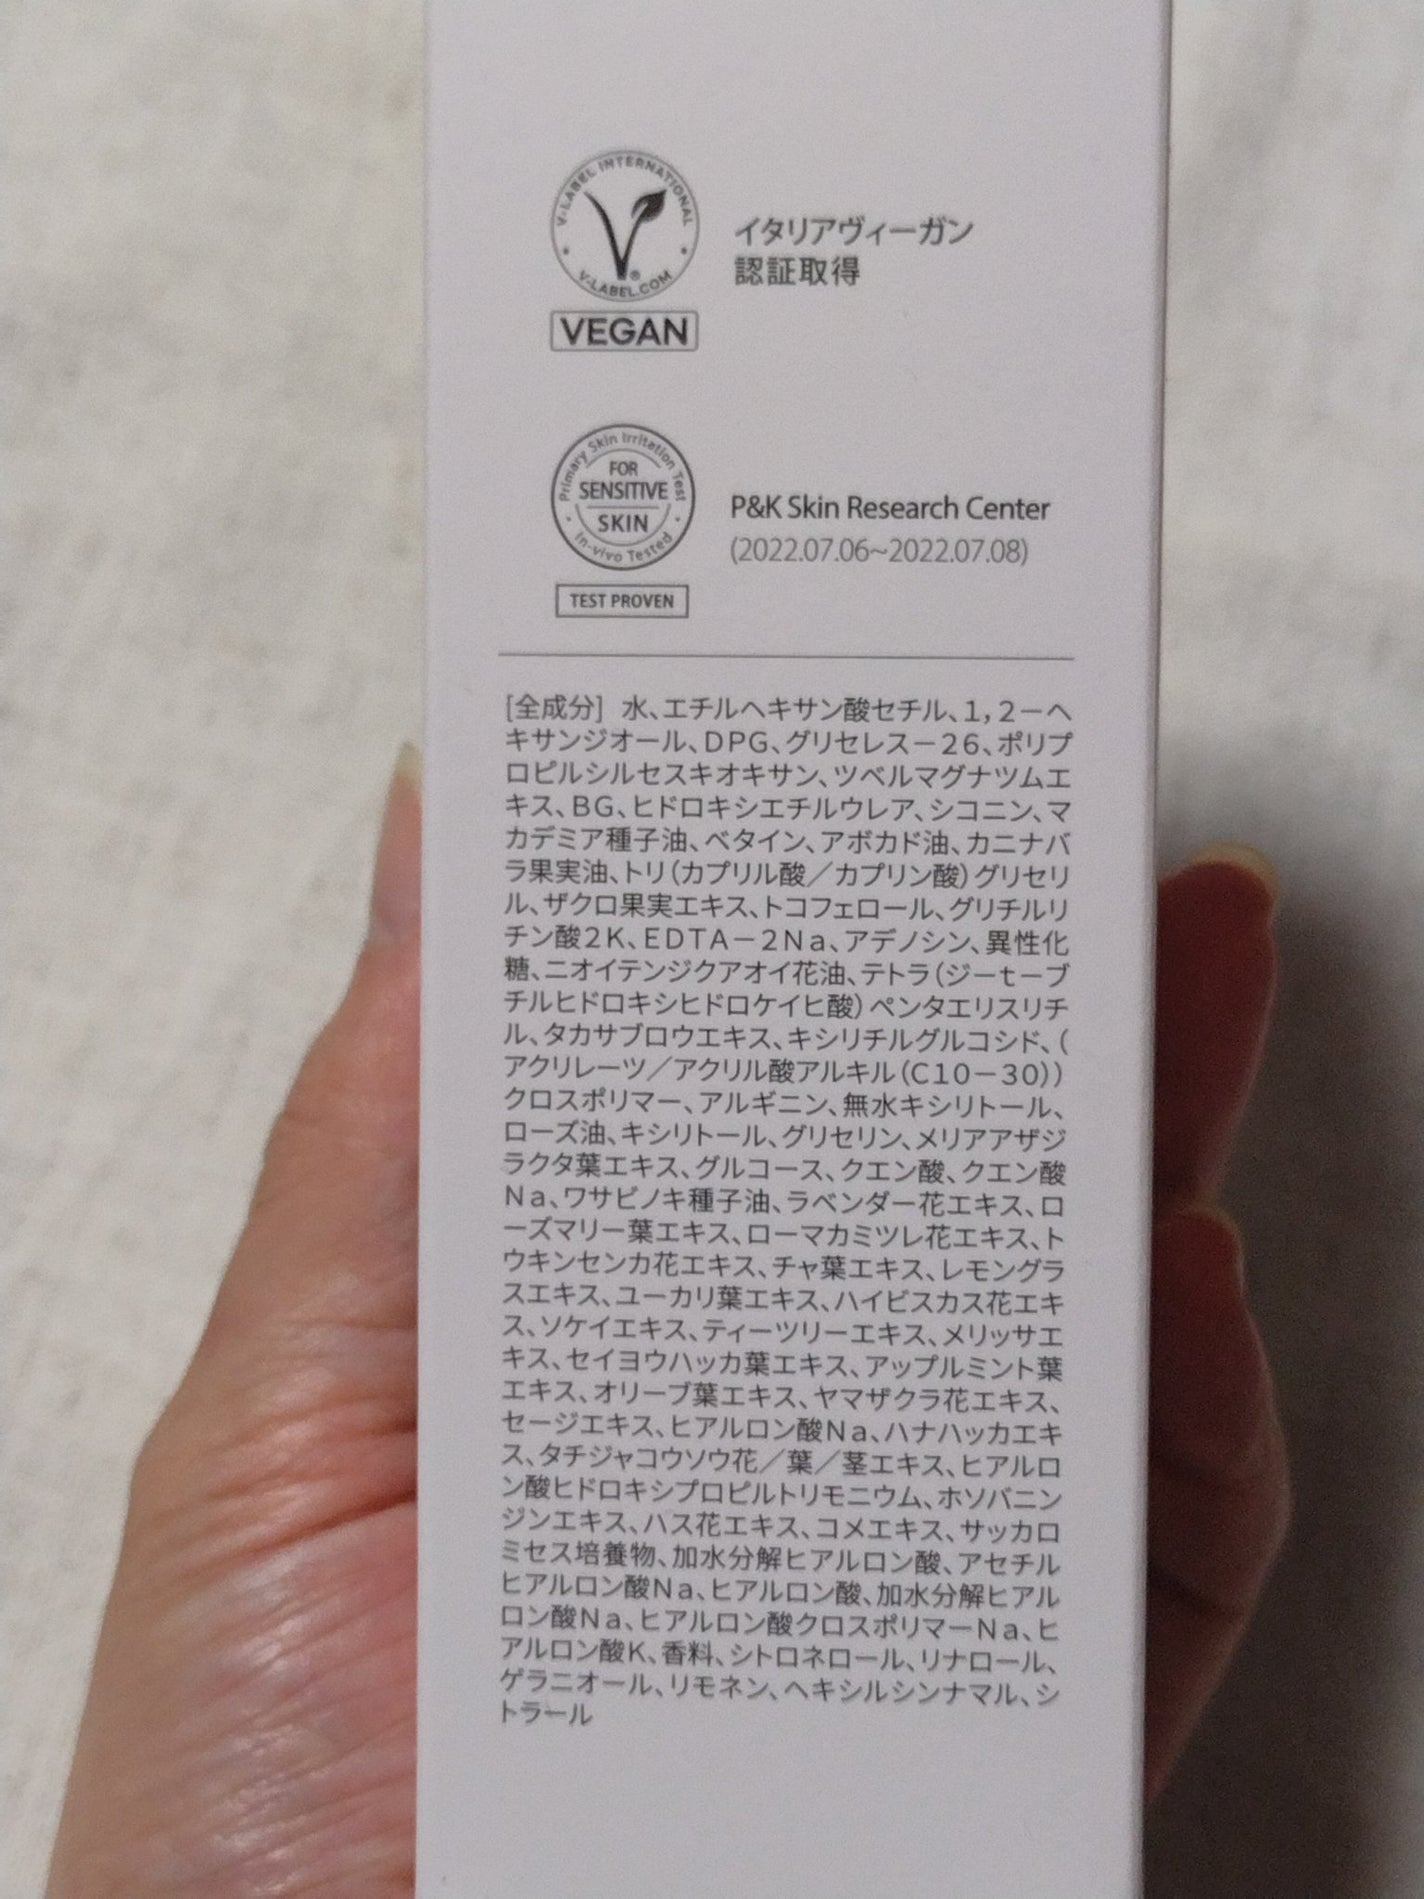 V-LABEL INTERNATIONAL
V-LABEL.COM
VEGAN
イタリアヴィーガン
認証取得
Primary Skin Irritation Test
FOR
SENSITIVE
SKIN
In-vivo Tested
TEST PROVEN
P&K Skin Research Center
(2022.07.06~2022.07.08)
[全成分] 水、エチルヘキサン酸セチル、1，2－ヘ
キサンジオール、DPG、グリセレス－26、ポリプ
ロピルシルセスキオキサン、ツベルマグナツムエ
キス、BG、ヒドロキシエチルウレア、シコニン、マ
カデミア種子油、ベタイン、アボカド油、カニナバ
ラ果実油、トリ（カプリル酸／カプリン酸）グリセリ
ル、ザクロ果実エキス、トコフェロール、グリチルリ
チン酸2K、EDTA－2Na、アデノシン、異性化
糖、ニオイテンジクアオイ花油、テトラ（ジーt－ブ
チルヒドロキシヒドロケイヒ酸）ペンタエリスリチ
ル、タカサブロウエキス、キシリチルグルコシド、（
アクリレーツ／アクリル酸アルキル（C10－30））
クロスポリマー、アルギニン、無水キシリトール、
ローズ油、キシリトール、グリセリン、メリアアザジ
ラクタ葉エキス、グルコース、クエン酸、クエン酸
Na、ワサビノキ種子油、ラベンダー花エキス、ロ
ーズマリー葉エキス、ローマカミツレ花エキス、ト
ウキンセンカ花エキス、チャ葉エキス、レモングラ
スエキス、ユーカリ葉エキス、ハイビスカス花エキ
ス、ソケイエキス、ティーツリーエキス、メリッサエ
キス、セイヨウハッカ葉エキス、アップルミント葉
エキス、オリーブ葉エキス、ヤマザクラ花エキス、
セージエキス、ヒアルロン酸Na、ハナハッカエキ
ス、タチジャコウソウ花／葉／茎エキス、ヒアルロ
ン酸ヒドロキシプロピルトリモニウム、ホソバニン
ジンエキス、ハス花エキス、コメエキス、サッカロ
ミセス培養物、加水分解ヒアルロン酸、アセチル
ヒアルロン酸Na、ヒアルロン酸、加水分解ヒアル
ロン酸Na、ヒアルロン酸クロスポリマーNa、ヒ
アルロン酸K、香料、シトロネロール、リナロール、
ゲラニオール、リモネン、ヘキシルシンナマル、シ
トラール